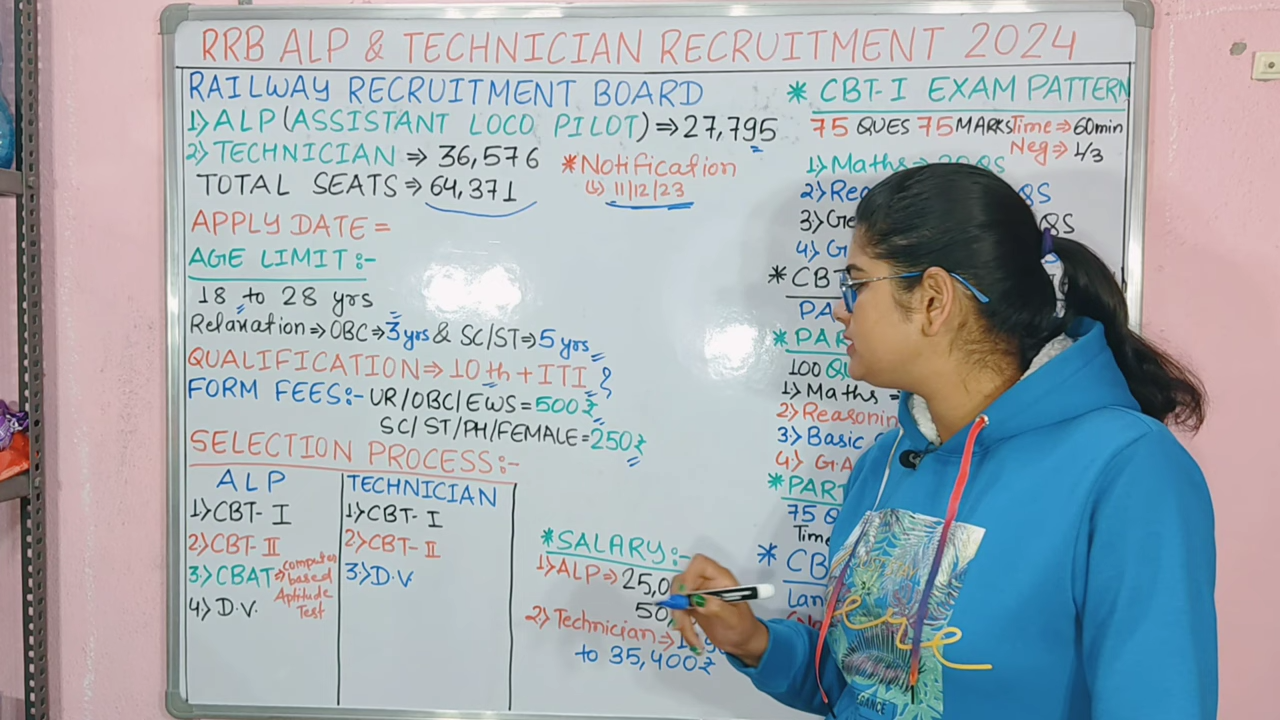 RRB ALP & TECHNICIAN RECRUITMENT 2024
RAILWAY RECRUITMENT BOARD
1) ALP (ASSISTANT LOCO PILOT) ⇒ 27,795
2) TECHNICIAN ⇒ 36,576
TOTAL SEATS ⇒ 64,371
*Notification
↳ 11/12/23
APPLY DATE =
AGE LIMIT :-
18 to 28 yrs
Relaxation ⇒ OBC ⇒ 3 yrs & SC/ST ⇒ 5 yrs
QUALIFICATION ⇒ 10th + ITI
FORM FEES :- UR/OBC/EWS = 500₹
SC/ST/PH/FEMALE = 250₹
SELECTION PROCESS :-
ALP
1) CBT-I
2) CBT-II
3) CBAT ⇒ computer
based
Aptitude
Test
4) D.V.
TECHNICIAN
1) CBT-I
2) CBT-II
3) D.V
*SALARY :-
1) ALP ⇒
2) Technician ⇒
to 35,400₹
* CBT-I EXAM PATTERN
75 QUES 75 MARKS Time ⇒ 60min
Neg ⇒ 1/3
1) Maths ⇒ QS
2) QS
3) QS
4)
* CBT
*
100
1) Maths =
2) Reasoning
3) Basic
4) G.A
* PART
75
Time
*